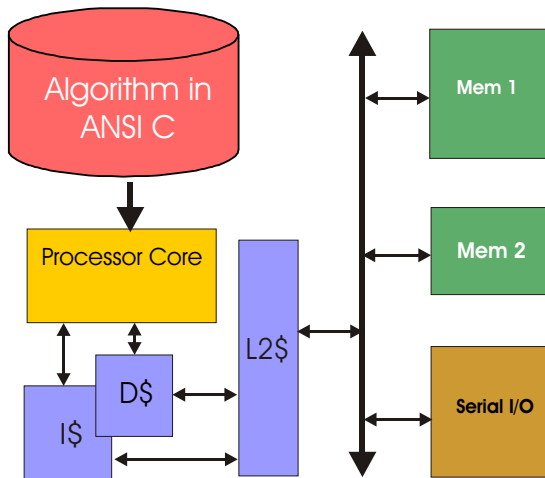 Algorithm in
ANSI C
Processor Core
I$
D$
L2$
Mem 1
Mem 2
Serial I/O